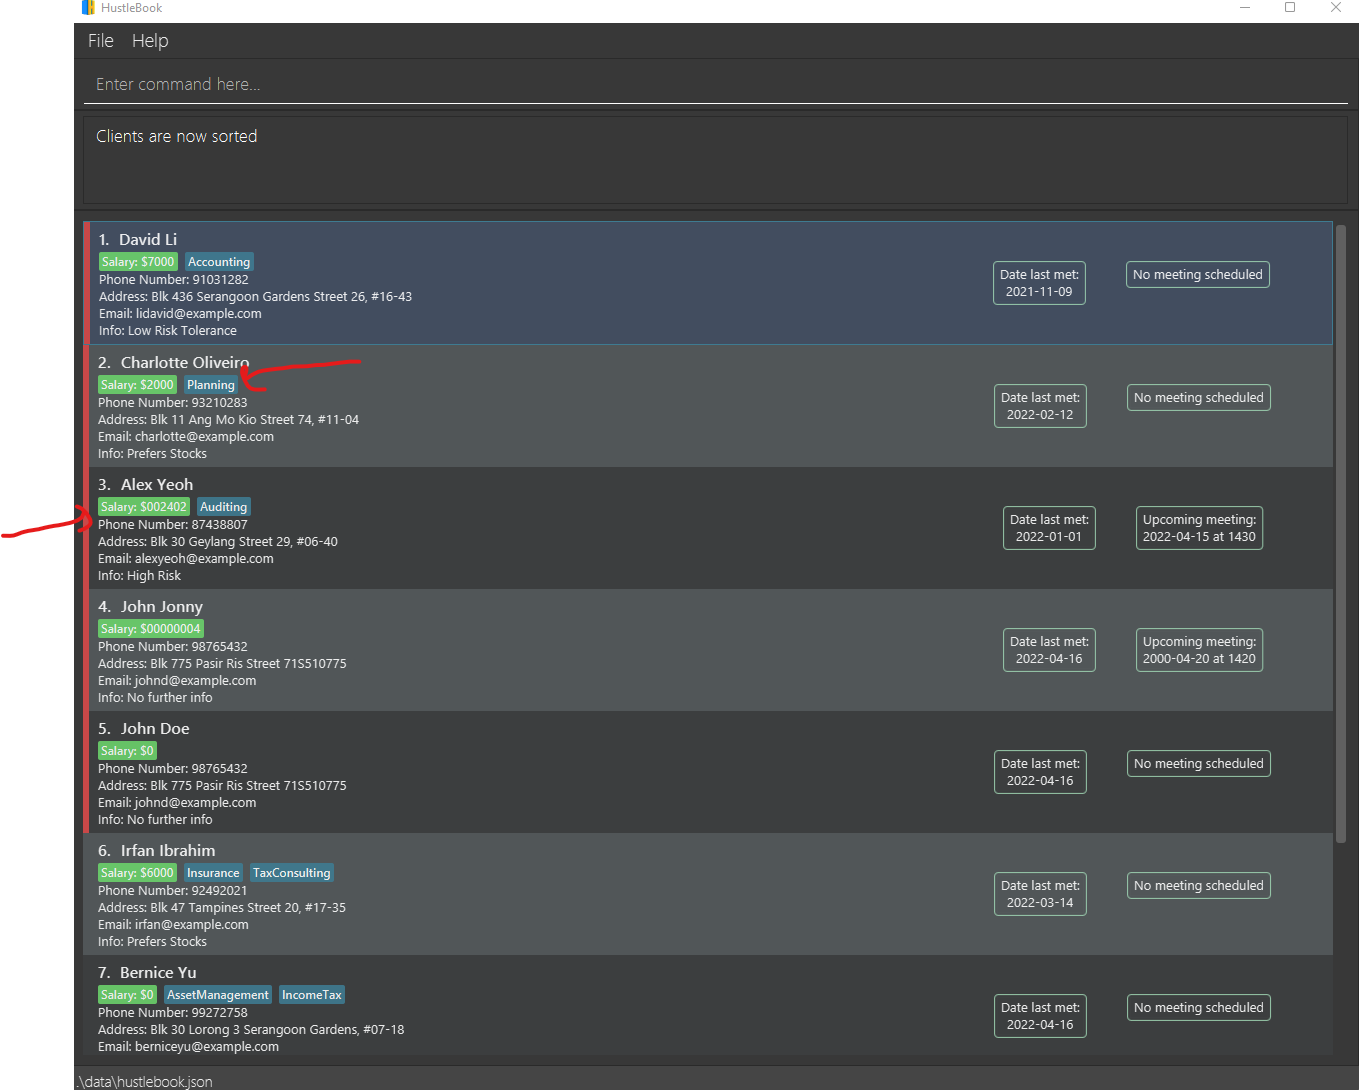 HustleBook
File Help
Enter command here...
Clients are now sorted
1. David Li
Salary: $7000 Accounting
Phone Number: 91031282
Address: Blk 436 Serangoon Gardens Street 26, #16-43
Email: lidavid@example.com
Info: Low Risk Tolerance
Date last met:
2021-11-09
No meeting scheduled
2. Charlotte Oliveiro
Salary: $2000 Planning
Phone Number: 93210283
Address: Blk 11 Ang Mo Kio Street 74, #11-04
Email: charlotte@example.com
Info: Prefers Stocks
Date last met:
2022-02-12
No meeting scheduled
3. Alex Yeoh
Salary: $002402 Auditing
Phone Number: 87438807
Address: Blk 30 Geylang Street 29, #06-40
Email: alexyeoh@example.com
Info: High Risk
Date last met:
2022-01-01
Upcoming meeting:
2022-04-15 at 1430
4. John Jonny
Salary: $00000004
Phone Number: 98765432
Address: Blk 775 Pasir Ris Street 71S510775
Email: johnd@example.com
Info: No further info
Date last met:
2022-04-16
Upcoming meeting:
2000-04-20 at 1420
5. John Doe
Salary: $0
Phone Number: 98765432
Address: Blk 775 Pasir Ris Street 71S510775
Email: johnd@example.com
Info: No further info
Date last met:
2022-04-16
No meeting scheduled
6. Irfan Ibrahim
Salary: $6000 Insurance TaxConsulting
Phone Number: 92492021
Address: Blk 47 Tampines Street 20, #17-35
Email: irfan@example.com
Info: Prefers Stocks
Date last met:
2022-03-14
No meeting scheduled
7. Bernice Yu
Salary: $0 AssetManagement IncomeTax
Phone Number: 99272758
Address: Blk 30 Lorong 3 Serangoon Gardens, #07-18
Email: berniceyu@example.com
Date last met:
2022-04-16
No meeting scheduled
.\data\hustlebook.json